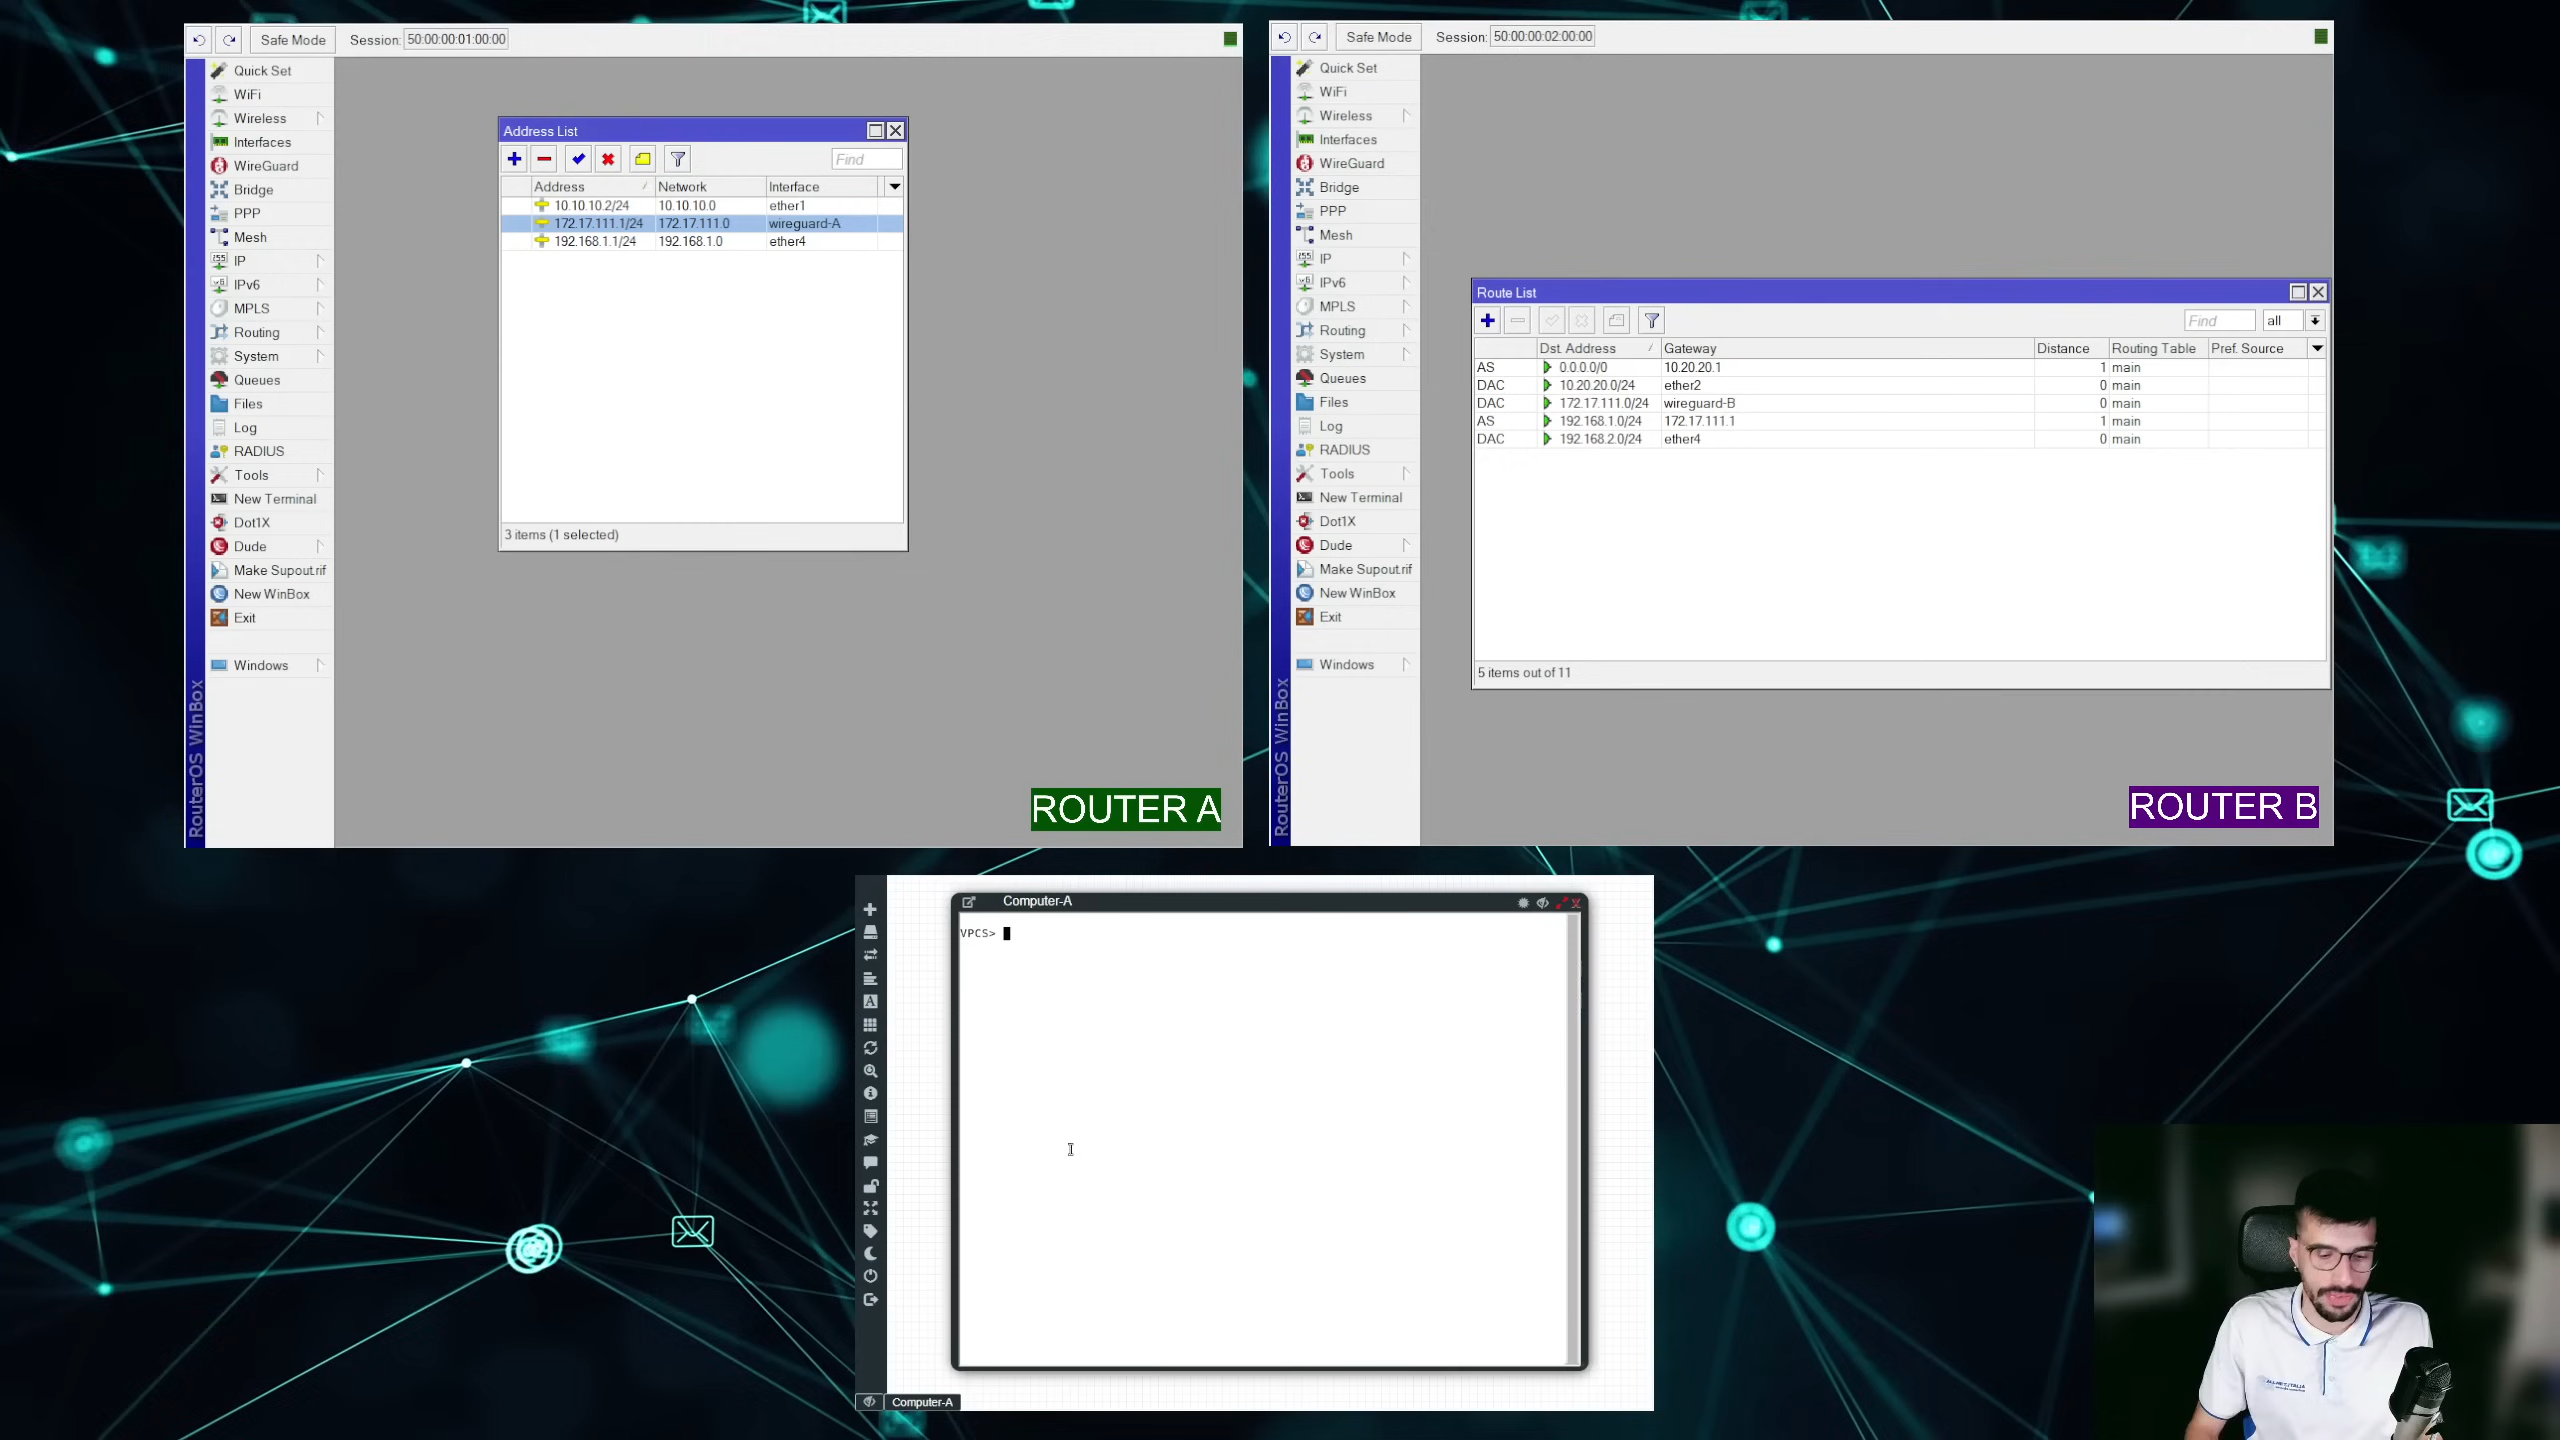 Safe Mode Session: 50:00:00:01:00:00
Quick Set
WiFi
Wireless
Interfaces
WireGuard
Bridge
PPP
Mesh
IP
IPv6
MPLS
Routing
System
Queues
Files
Log
RADIUS
Tools
New Terminal
Dot1X
Dude
Make Supout.rif
New WinBox
Exit
Windows
RouterOS WinBox
Address List
Find
Address Network Interface
10.10.10.2/24 10.10.10.0 ether1
172.17.111.1/24 172.17.111.0 wireguard-A
192.168.1.1/24 192.168.1.0 ether4
3 items (1 selected)
ROUTER A
Safe Mode Session: 50:00:00:02:00:00
Quick Set
WiFi
Wireless
Interfaces
WireGuard
Bridge
PPP
Mesh
IP
IPv6
MPLS
Routing
System
Queues
Files
Log
RADIUS
Tools
New Terminal
Dot1X
Dude
Make Supout.rif
New WinBox
Exit
Windows
RouterOS WinBox
Route List
Find all
Dst. Address Gateway Distance Routing Table Pref. Source
AS 0.0.0.0/0 10.20.20.1 1 main
DAC 10.20.20.0/24 ether2 0 main
DAC 172.17.111.0/24 wireguard-B 0 main
AS 192.168.1.0/24 172.17.111.1 1 main
DAC 192.168.2.0/24 ether4 0 main
5 items out of 11
ROUTER B
Computer-A
VPCS>
Computer-A